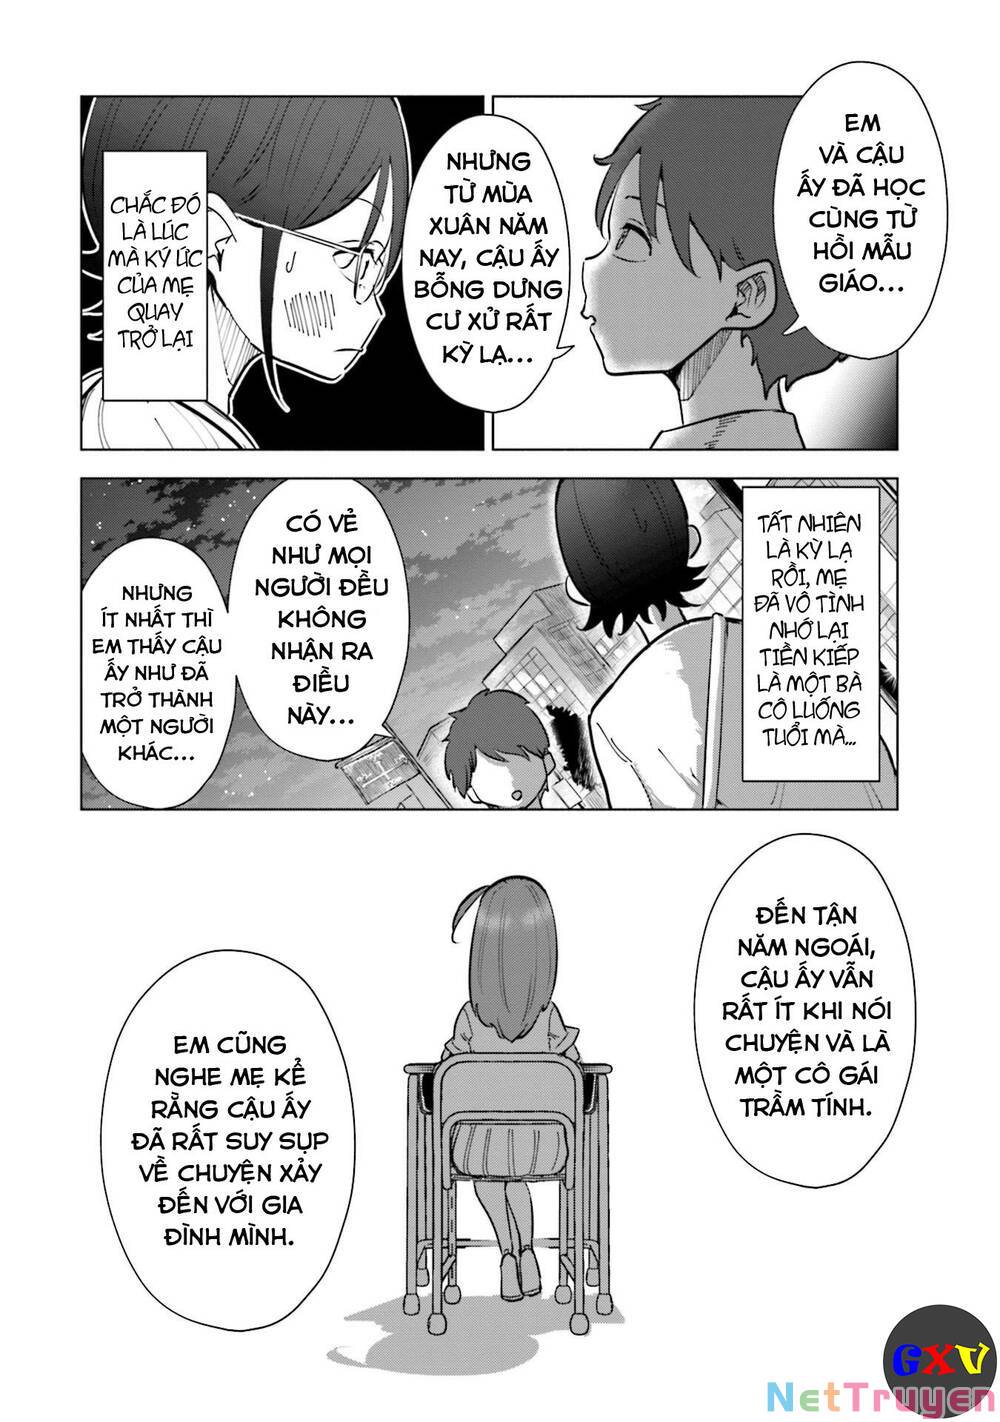 EM
VÀ CẬU
ẤY ĐÃ HỌC
CÙNG TỪ
HỒI MẪU
GIÁO...
NHƯNG
TỪ MÙA
XUÂN NĂM
NAY, CẬU ẤY
BỖNG DƯNG
CƯ XỬ RẤT
KỲ LẠ...
CHẮC ĐÓ
LÀ LÚC
MÀ KÝ ỨC
CỦA MẸ
QUAY
TRỞ LẠI
TẤT NHIÊN
LÀ KỲ LẠ
RỒI, MẸ
ĐÃ VÔ TÌNH
NHỚ LẠI
TIỀN KIẾP
LÀ MỘT BÀ
CÔ LUỐNG
TUỔI MÀ...
CÓ VẺ
NHƯ MỌI
NGƯỜI ĐỀU
KHÔNG
NHẬN RA
ĐIỀU
NÀY...
NHƯNG
ÍT NHẤT THÌ
EM THẤY CẬU
ẤY NHƯ ĐÃ
TRỞ THÀNH
MỘT NGƯỜI
KHÁC...
ĐẾN TẬN
NĂM NGOÁI,
CẬU ẤY VẪN
RẤT ÍT KHI NÓI
CHUYỆN VÀ LÀ
MỘT CÔ GÁI
TRẦM TÍNH.
EM CŨNG
NGHE MẸ KỂ
RẰNG CẬU ẤY
ĐÃ RẤT SUY SỤP
VỀ CHUYỆN XẢY
ĐẾN VỚI GIA
ĐÌNH MÌNH.
GXV
NetTruyen